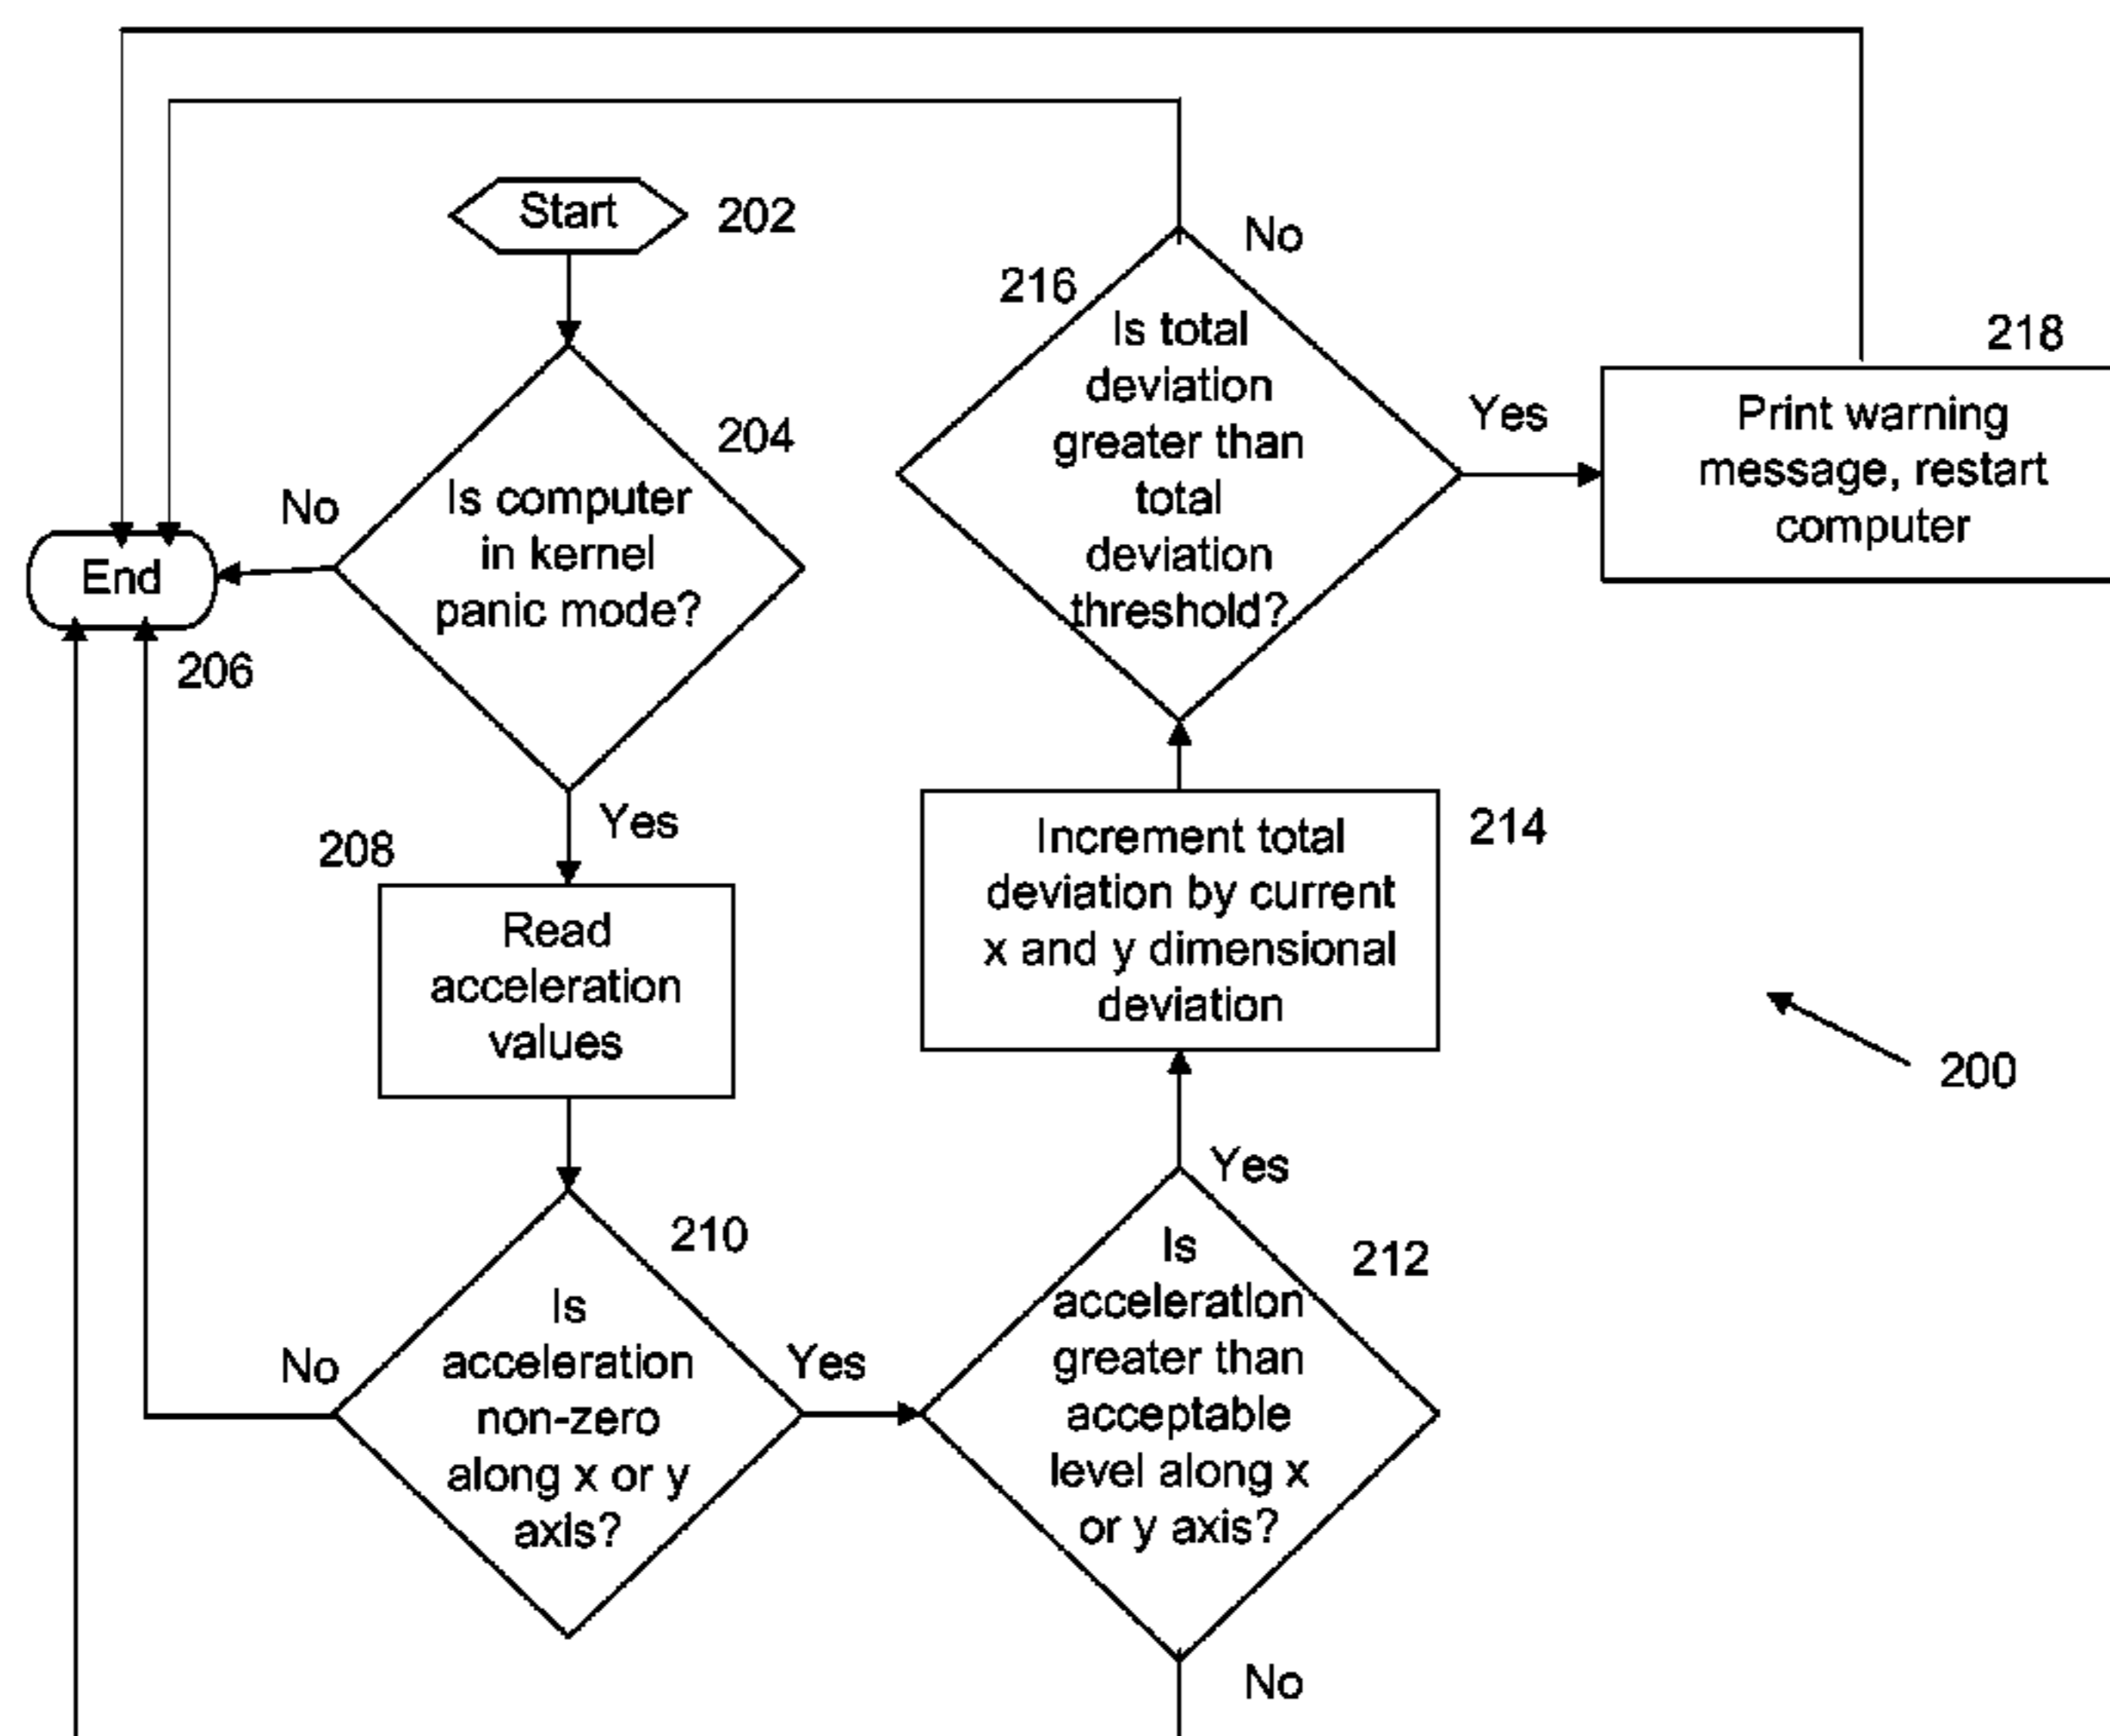 Start
202
204
No
Is computer
in kernel
panic mode?
End
206
Yes
208
Read
acceleration
values
210
Is
acceleration
non-zero
along x or y
axis?
No
Yes
212
Is
acceleration
greater than
acceptable
level along x
or y axis?
No
Yes
214
Increment total
deviation by current
x and y dimensional
deviation
216
Is total
deviation
greater than
total
deviation
threshold?
No
Yes
218
Print warning
message, restart
computer
200